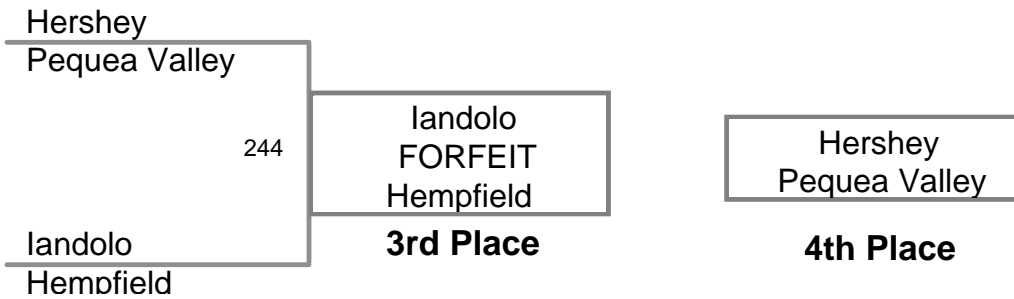 Hershey
Pequea Valley
244
Iandolo
FORFEIT
Hempfield
3rd Place
Hershey
Pequea Valley
4th Place
Iandolo
Hempfield